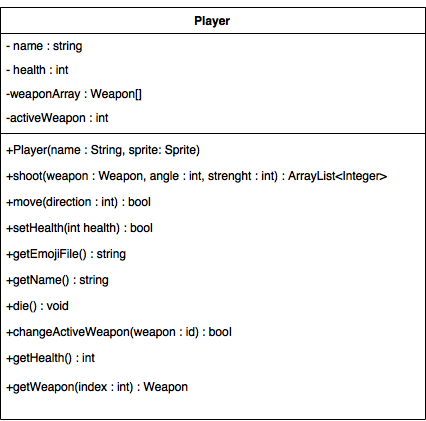 Player
- name : string
- health : int
-weaponArray : Weapon[]
-activeWeapon : int
+Player(name : String, sprite: Sprite)
+shoot(weapon : Weapon, angle : int, strenght : int) : ArrayList<Integer>
+move(direction : int) : bool
+setHealth(int health) : bool
+getEmojiFile() : string
+getName() : string
+die() : void
+changeActiveWeapon(weapon : id) : bool
+getHealth() : int
+getWeapon(index : int) : Weapon